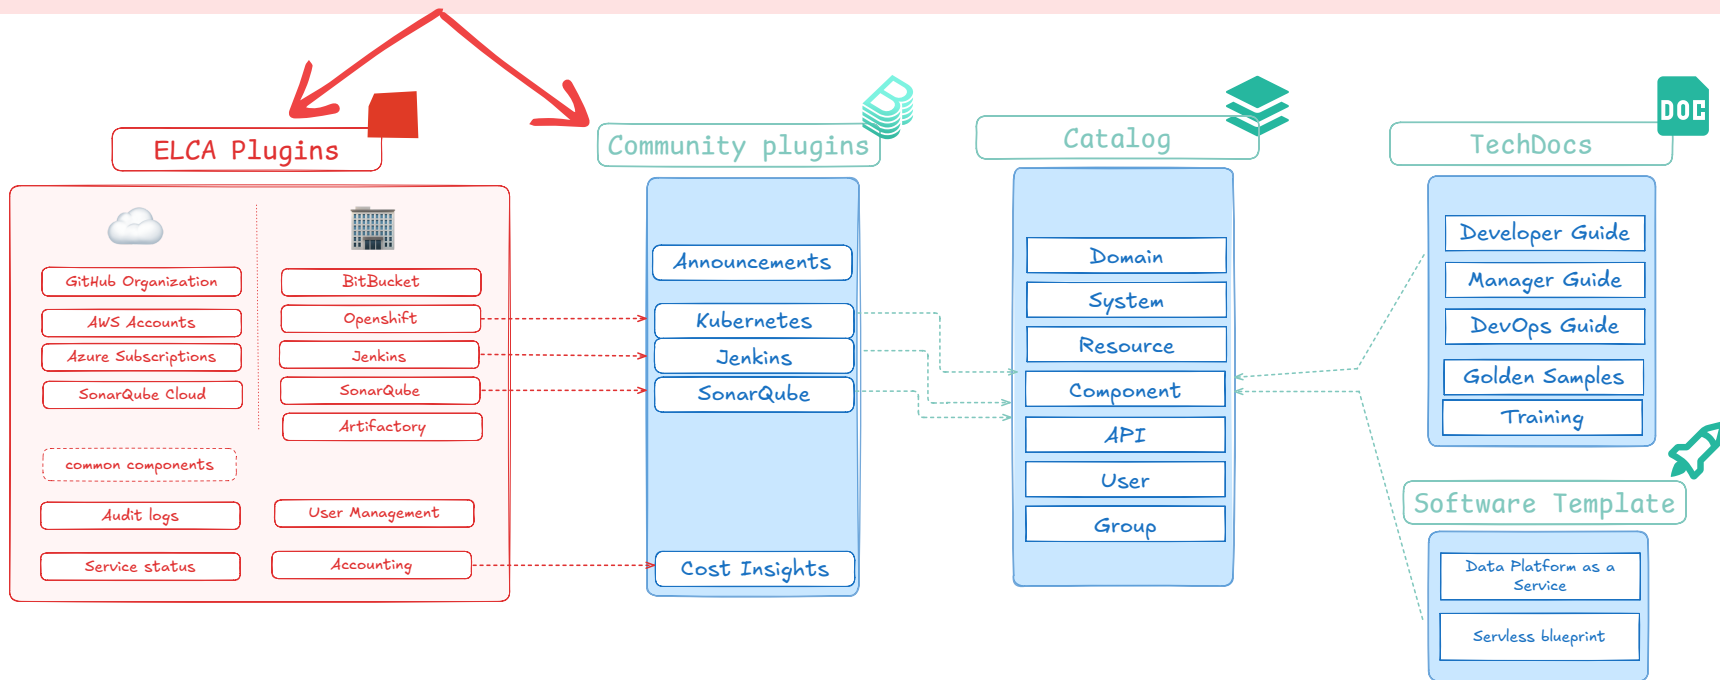 ELCA Plugins
GitHub Organization
AWS Accounts
Azure Subscriptions
SonarQube Cloud
BitBucket
Openshift
Jenkins
SonarQube
Artifactory
common components
Audit logs
User Management
Service status
Accounting
Community plugins
Announcements
Kubernetes
Jenkins
SonarQube
Cost Insights
Catalog
Domain
System
Resource
Component
API
User
Group
DOC
TechDocs
Developer Guide
Manager Guide
DevOps Guide
Golden Samples
Training
Software Template
Data Platform as a
Service
Servless blueprint